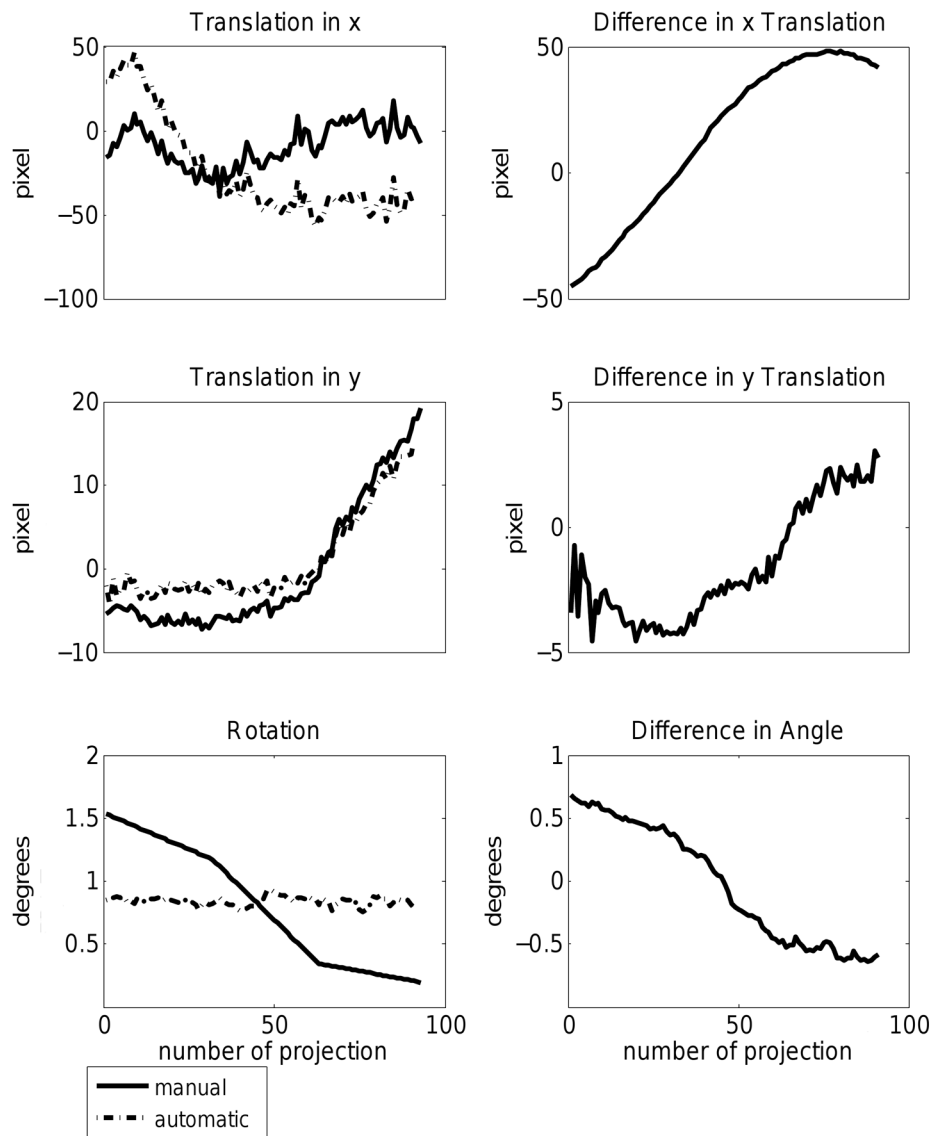 Translation in x
50
0
−50
−100
pixel
Difference in x Translation
50
0
−50
pixel
Translation in y
20
10
0
−10
pixel
Difference in y Translation
5
0
−5
pixel
Rotation
2
1.5
1
0.5
degrees
0 50 100
number of projection
Difference in Angle
1
0.5
0
−0.5
degrees
0 50 100
number of projection
manual
automatic